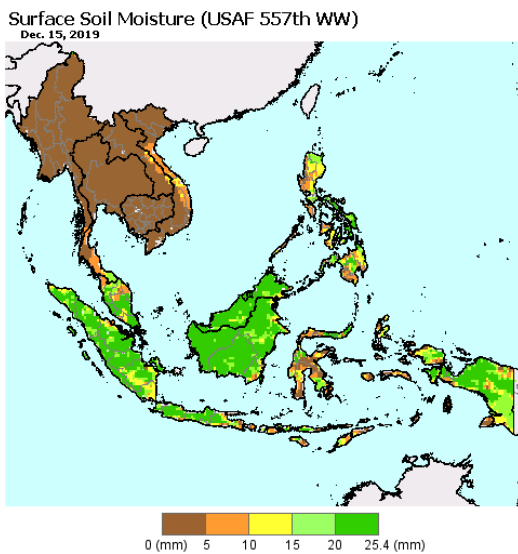 Surface Soil Moisture (USAF 557th WW)
Dec. 15, 2019
0 (mm) 5 10 15 20 25.4 (mm)